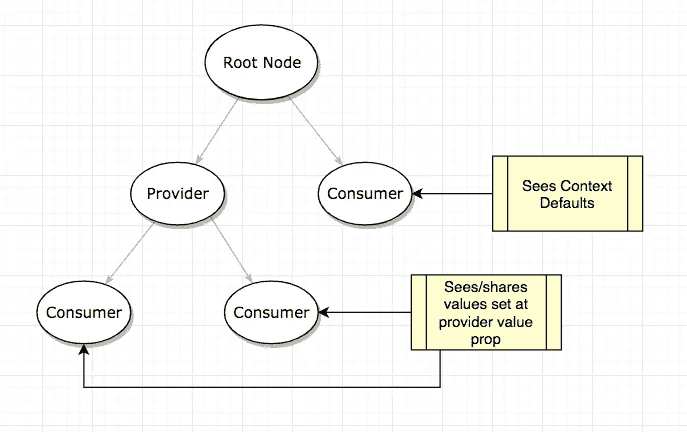 Root Node
Provider
Consumer
Sees Context
Defaults
Consumer
Consumer
Sees/shares
values set at
provider value
prop